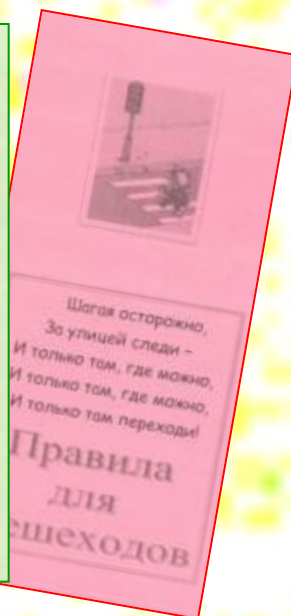 Шагая осторожно,
За улицей следи –
И только там, где можно,
И только там, где можно,
И только там переходи!
Правила
для
ешеходов